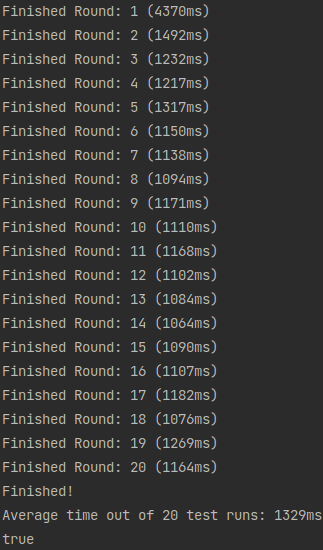 Finished Round: 1 (4370ms)
Finished Round: 2 (1492ms)
Finished Round: 3 (1232ms)
Finished Round: 4 (1217ms)
Finished Round: 5 (1317ms)
Finished Round: 6 (1150ms)
Finished Round: 7 (1138ms)
Finished Round: 8 (1094ms)
Finished Round: 9 (1171ms)
Finished Round: 10 (1110ms)
Finished Round: 11 (1168ms)
Finished Round: 12 (1102ms)
Finished Round: 13 (1084ms)
Finished Round: 14 (1064ms)
Finished Round: 15 (1090ms)
Finished Round: 16 (1107ms)
Finished Round: 17 (1182ms)
Finished Round: 18 (1076ms)
Finished Round: 19 (1269ms)
Finished Round: 20 (1164ms)
Finished!
Average time out of 20 test runs: 1329ms
true